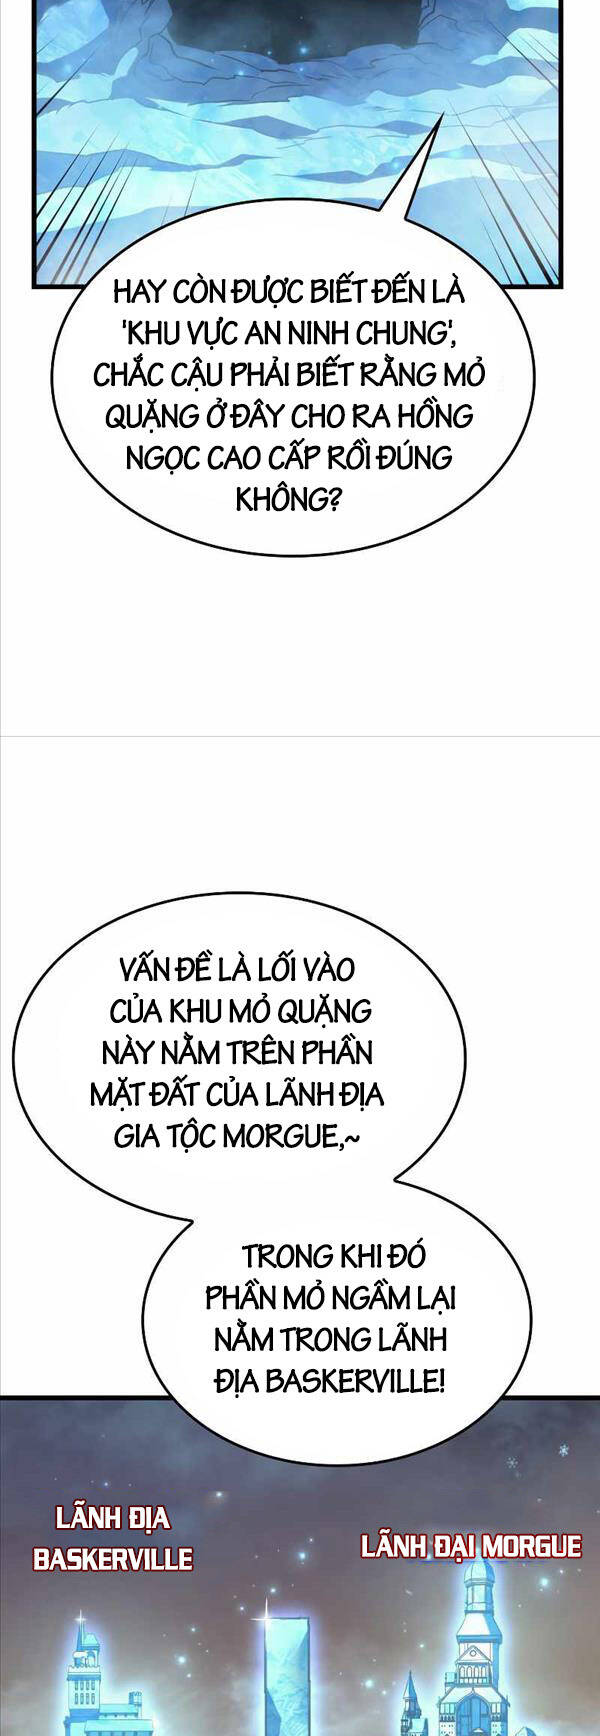 HAY CÒN ĐƯỢC BIẾT ĐẾN LÀ
'KHU VỰC AN NINH CHUNG',
CHẮC CẬU PHẢI BIẾT RẰNG MỎ
QUẶNG Ở ĐÂY CHO RA HỒNG
NGỌC CAO CẤP RỒI ĐÚNG
KHÔNG?
VẤN ĐỀ LÀ LỐI VÀO
CỦA KHU MỎ QUẶNG
NÀY NẰM TRÊN PHẦN
MẶT ĐẤT CỦA LÃNH ĐỊA
GIA TỘC MORGUE,~
TRONG KHI ĐÓ
PHẦN MỎ NGẦM LẠI
NẰM TRONG LÃNH
ĐỊA BASKERVILLE!
LÃNH ĐỊA
BASKERVILLE
LÃNH ĐẠI MORGUE